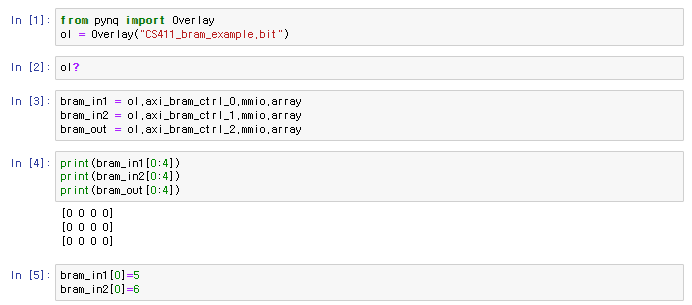 In [1]: from pynq import Overlay
ol = Overlay("CS411_bram_example.bit")
In [2]: ol?
In [3]: bram_in1 = ol.axi_bram_ctrl_0.mmio.array
bram_in2 = ol.axi_bram_ctrl_1.mmio.array
bram_out = ol.axi_bram_ctrl_2.mmio.array
In [4]: print(bram_in1[0:4])
print(bram_in2[0:4])
print(bram_out[0:4])
[0 0 0 0]
[0 0 0 0]
[0 0 0 0]
In [5]: bram_in1[0]=5
bram_in2[0]=6